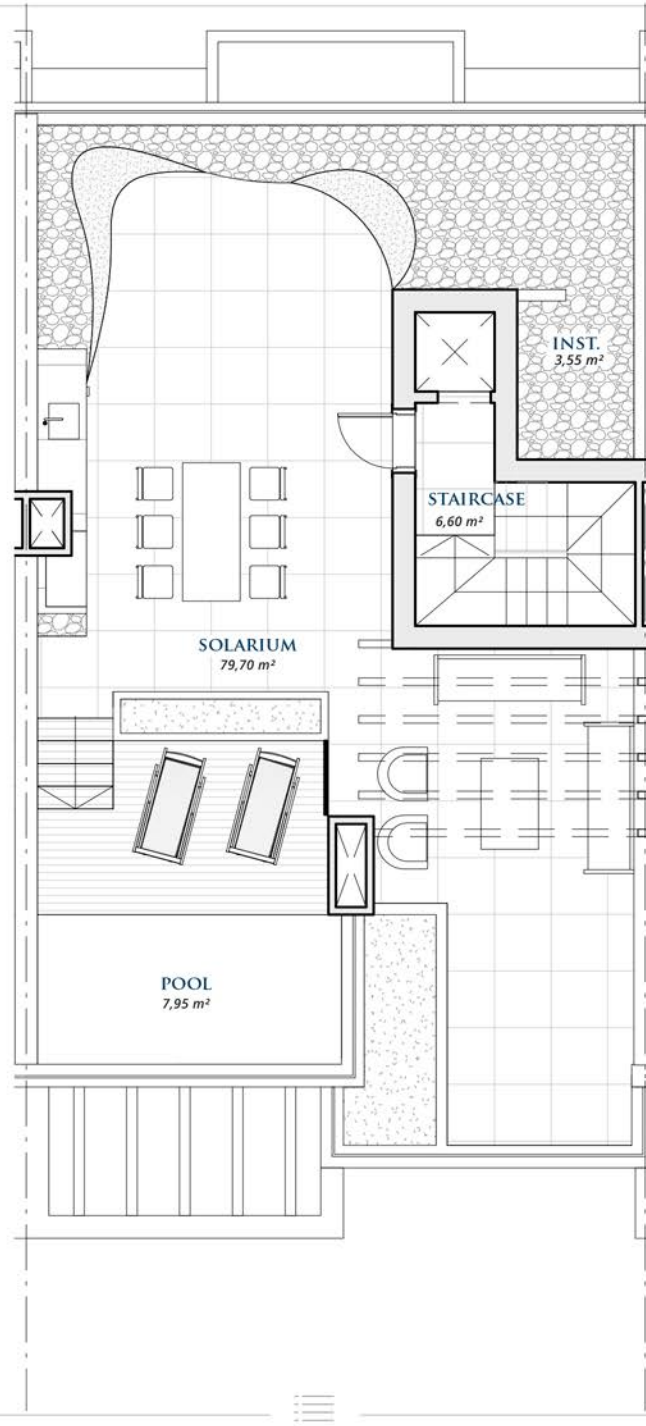 INST.
3,55 m²
STAIRCASE
6,60 m²
SOLARIUM
79,70 m²
POOL
7,95 m²